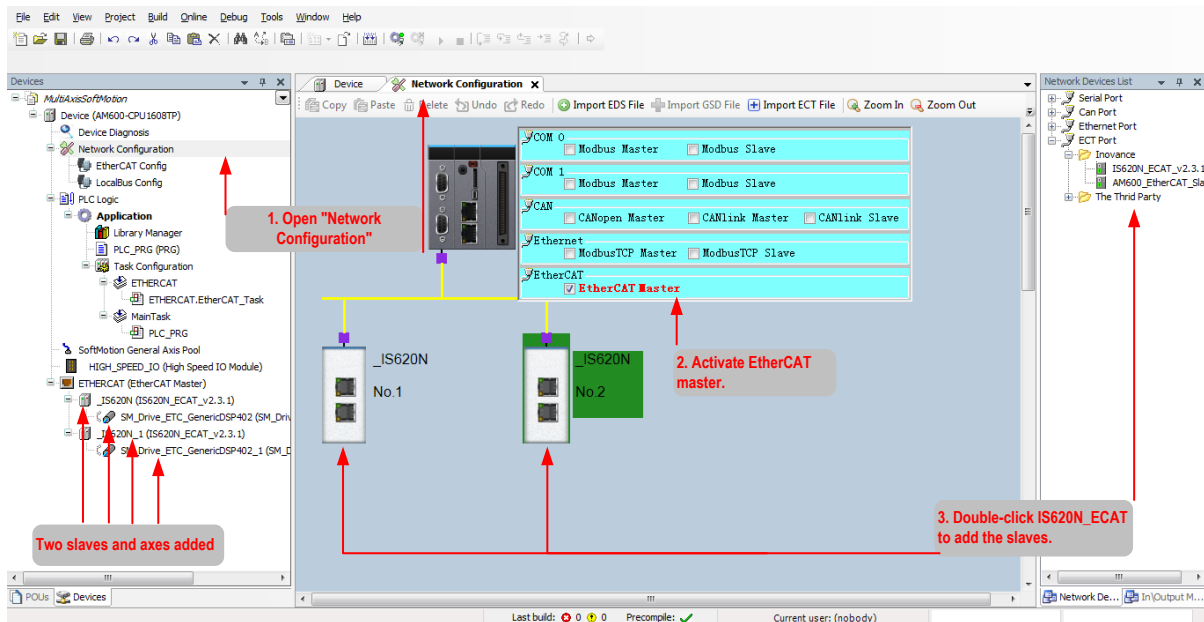 File Edit View Project Build Online Debug Tools Window Help
Devices
MultiAxisSoftMotion
Device (AM600-CPU1608TP)
Device Diagnosis
Network Configuration
EtherCAT Config
LocalBus Config
PLC Logic
Application
Library Manager
PLC_PRG (PRG)
Task Configuration
ETHERCAT
ETHERCAT.EtherCAT_Task
MainTask
PLC_PRG
SoftMotion General Axis Pool
HIGH_SPEED_IO (High Speed IO Module)
ETHERCAT (EtherCAT Master)
_IS620N (IS620N_ECAT_v2.3.1)
SM_Drive_ETC_GenericDSP402 (SM_Driv
_IS620N_1 (IS620N_ECAT_v2.3.1)
SM_Drive_ETC_GenericDSP402_1 (SM_D
Two slaves and axes added
POUs Devices
Device Network Configuration
Copy Paste Delete Undo Redo Import EDS File Import GSD File Import ECT File Zoom In Zoom Out
COM 0
Modbus Master Modbus Slave
COM 1
Modbus Master Modbus Slave
CAN
CANopen Master CANlink Master CANlink Slave
Ethernet
ModbusTCP Master ModbusTCP Slave
EtherCAT
EtherCAT Master
1. Open "Network
Configuration"
2. Activate EtherCAT
master.
_IS620N
No.1
_IS620N
No.2
3. Double-click IS620N_ECAT
to add the slaves.
Network Devices List
Serial Port
Can Port
Ethernet Port
ECT Port
Inovance
IS620N_ECAT_v2.3.1
AM600_EtherCAT_Sla
The Thrid Party
Network De... In\Output M...
Last build: 0 0 Precompile: Current user: (nobody)